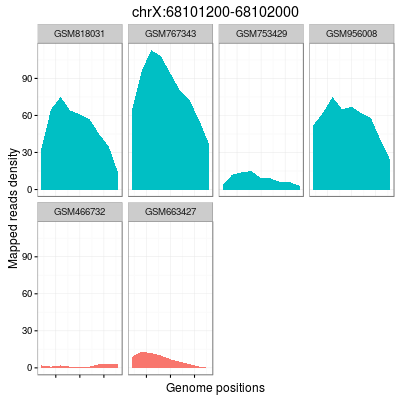 chrX:68101200-68102000
GSM818031 GSM767343 GSM753429 GSM956008
90
60
30
0
GSM466732 GSM663427
90
60
30
0
Mapped reads density
Genome positions